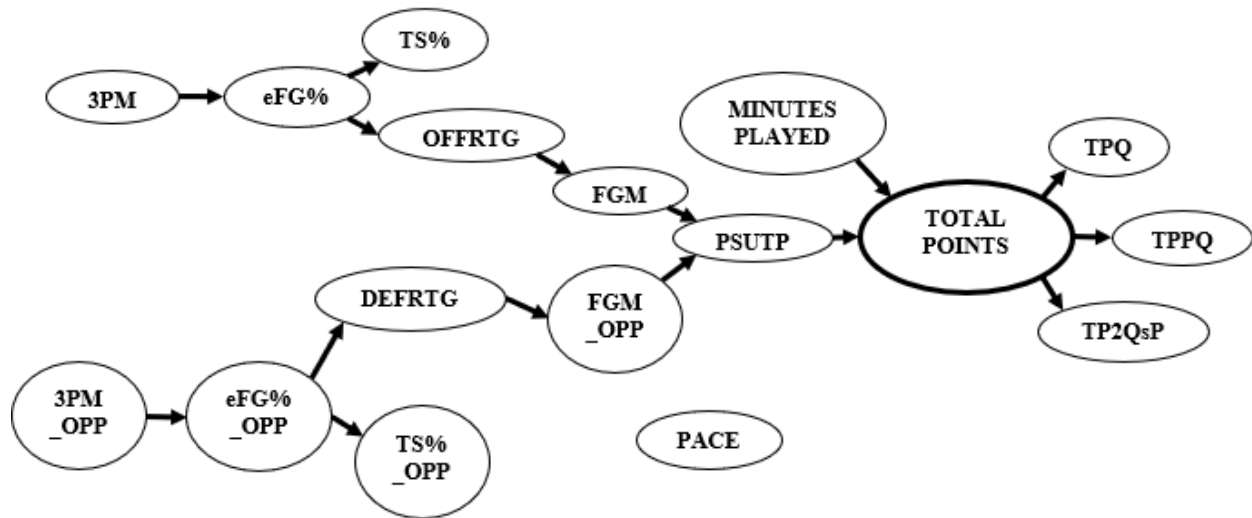 TS%
3PM
eFG%
OFFRTG
MINUTES
PLAYED
TPQ
FGM
PSUTP
TOTAL
POINTS
TPPQ
DEFRTG
FGM
_OPP
TP2QsP
3PM
_OPP
eFG%
_OPP
TS%
_OPP
PACE